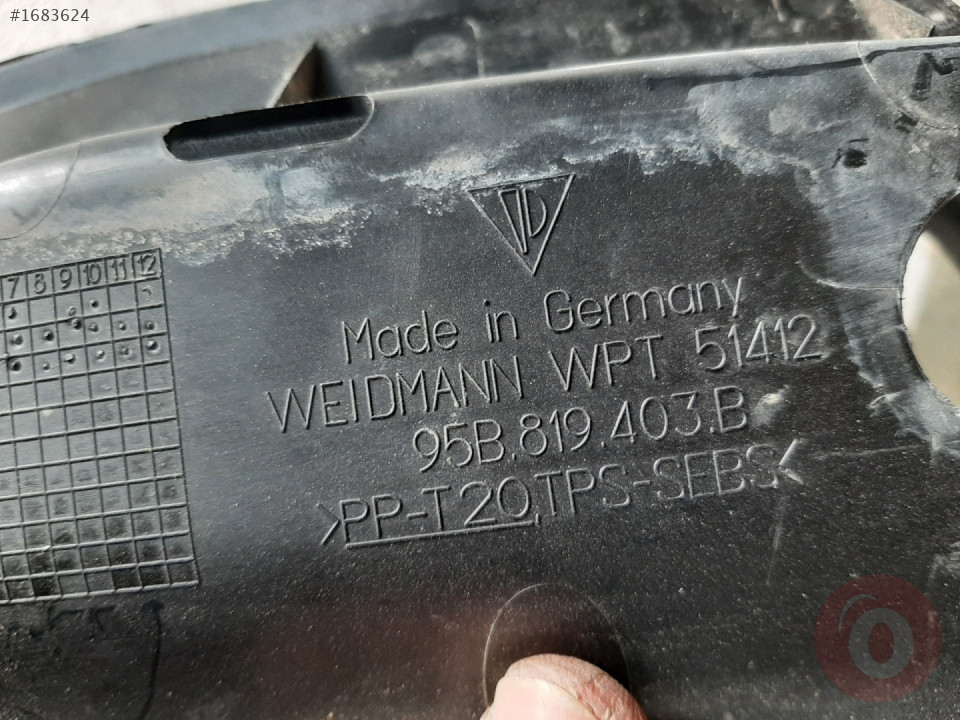 #1683624
7 8 9 10 11 12
Made in Germany
WEIDMANN WPT 51412
95B.819.403.B
>PP-T20,TPS-SEBS<